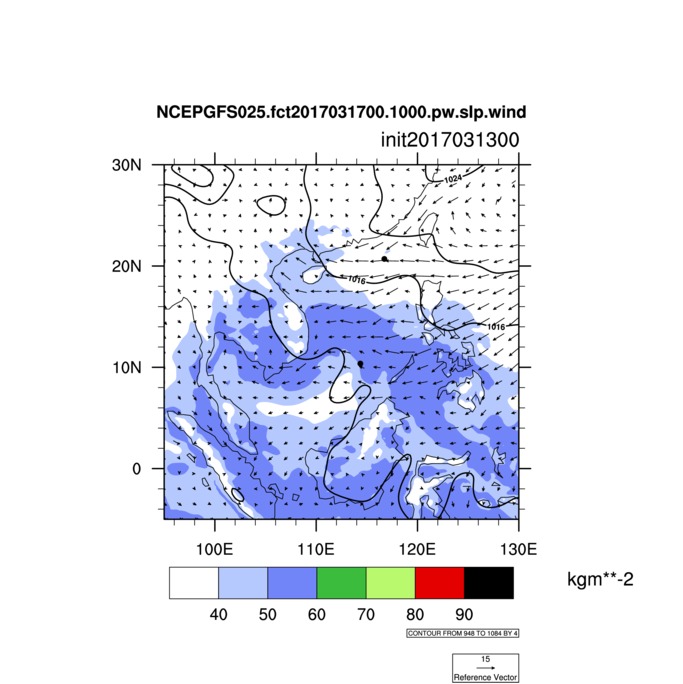 NCEPGFS025.fct2017031700.1000.pw.slp.wind
init2017031300
30N
1024
20N
1016
1016
10N
0
100E 110E 120E 130E
kgm**-2
40 50 60 70 80 90
CONTOUR FROM 948 TO 1084 BY 4
15
Reference Vector